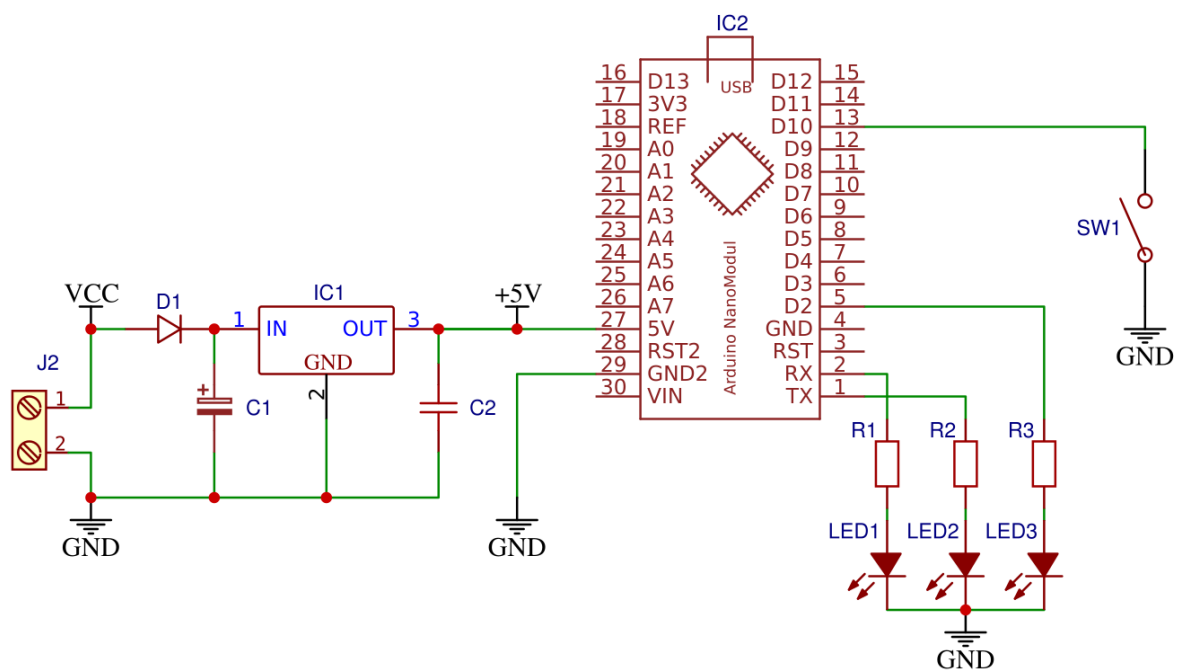 IC2
USB
16 D13 D12 15
17 3V3 D11 14
18 REF D10 13
19 A0 D9 12
20 A1 D8 11
21 A2 D7 10
22 A3 D6 9
23 A4 D5 8
24 A5 D4 7
25 A6 D3 6
26 A7 D2 5
27 5V GND 4
28 RST2 RST 3
29 GND2 RX 2
30 VIN TX 1
Arduino NanoModul
SW1
GND
VCC
D1
IC1
+5V
1 IN OUT 3
GND
2
J2
1
2
+
C1
C2
GND
GND
R1 R2 R3
LED1 LED2 LED3
GND